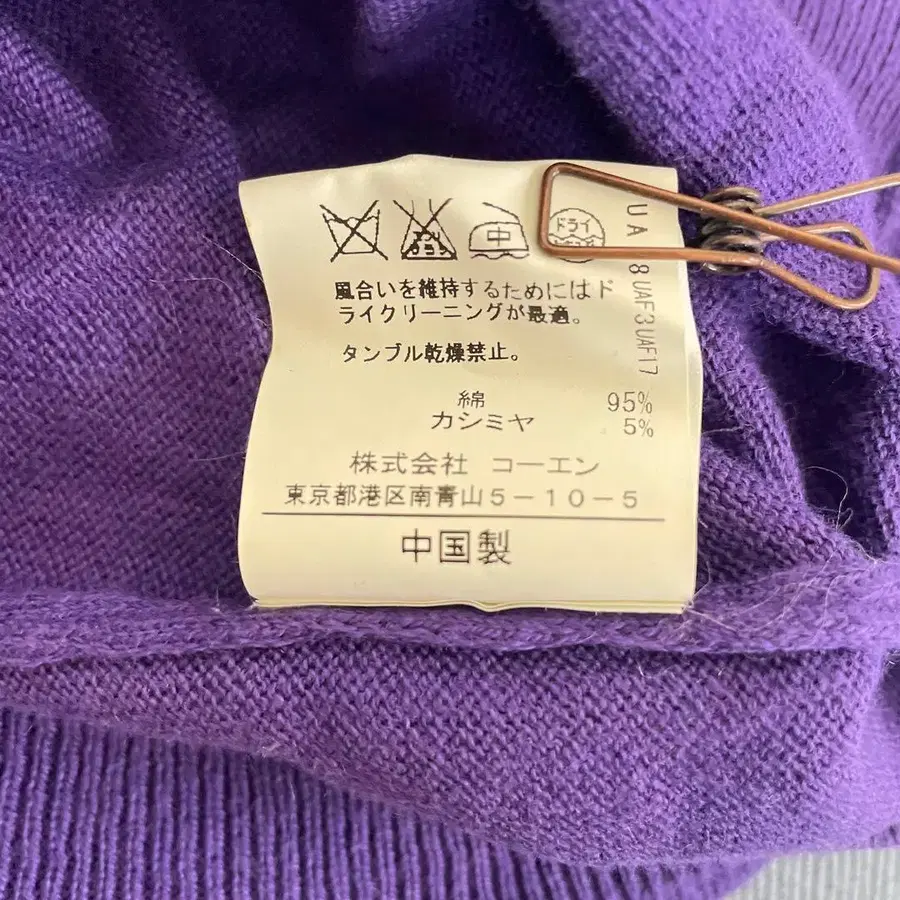 中
ドライ
風合いを維持するためにはド
ライクリーニングが最適。
タンブル乾燥禁止。
綿 95%
カシミヤ 5%
株式会社 コーエン
東京都港区南青山5-10-5
中国製
UA
8UAF3UAF17